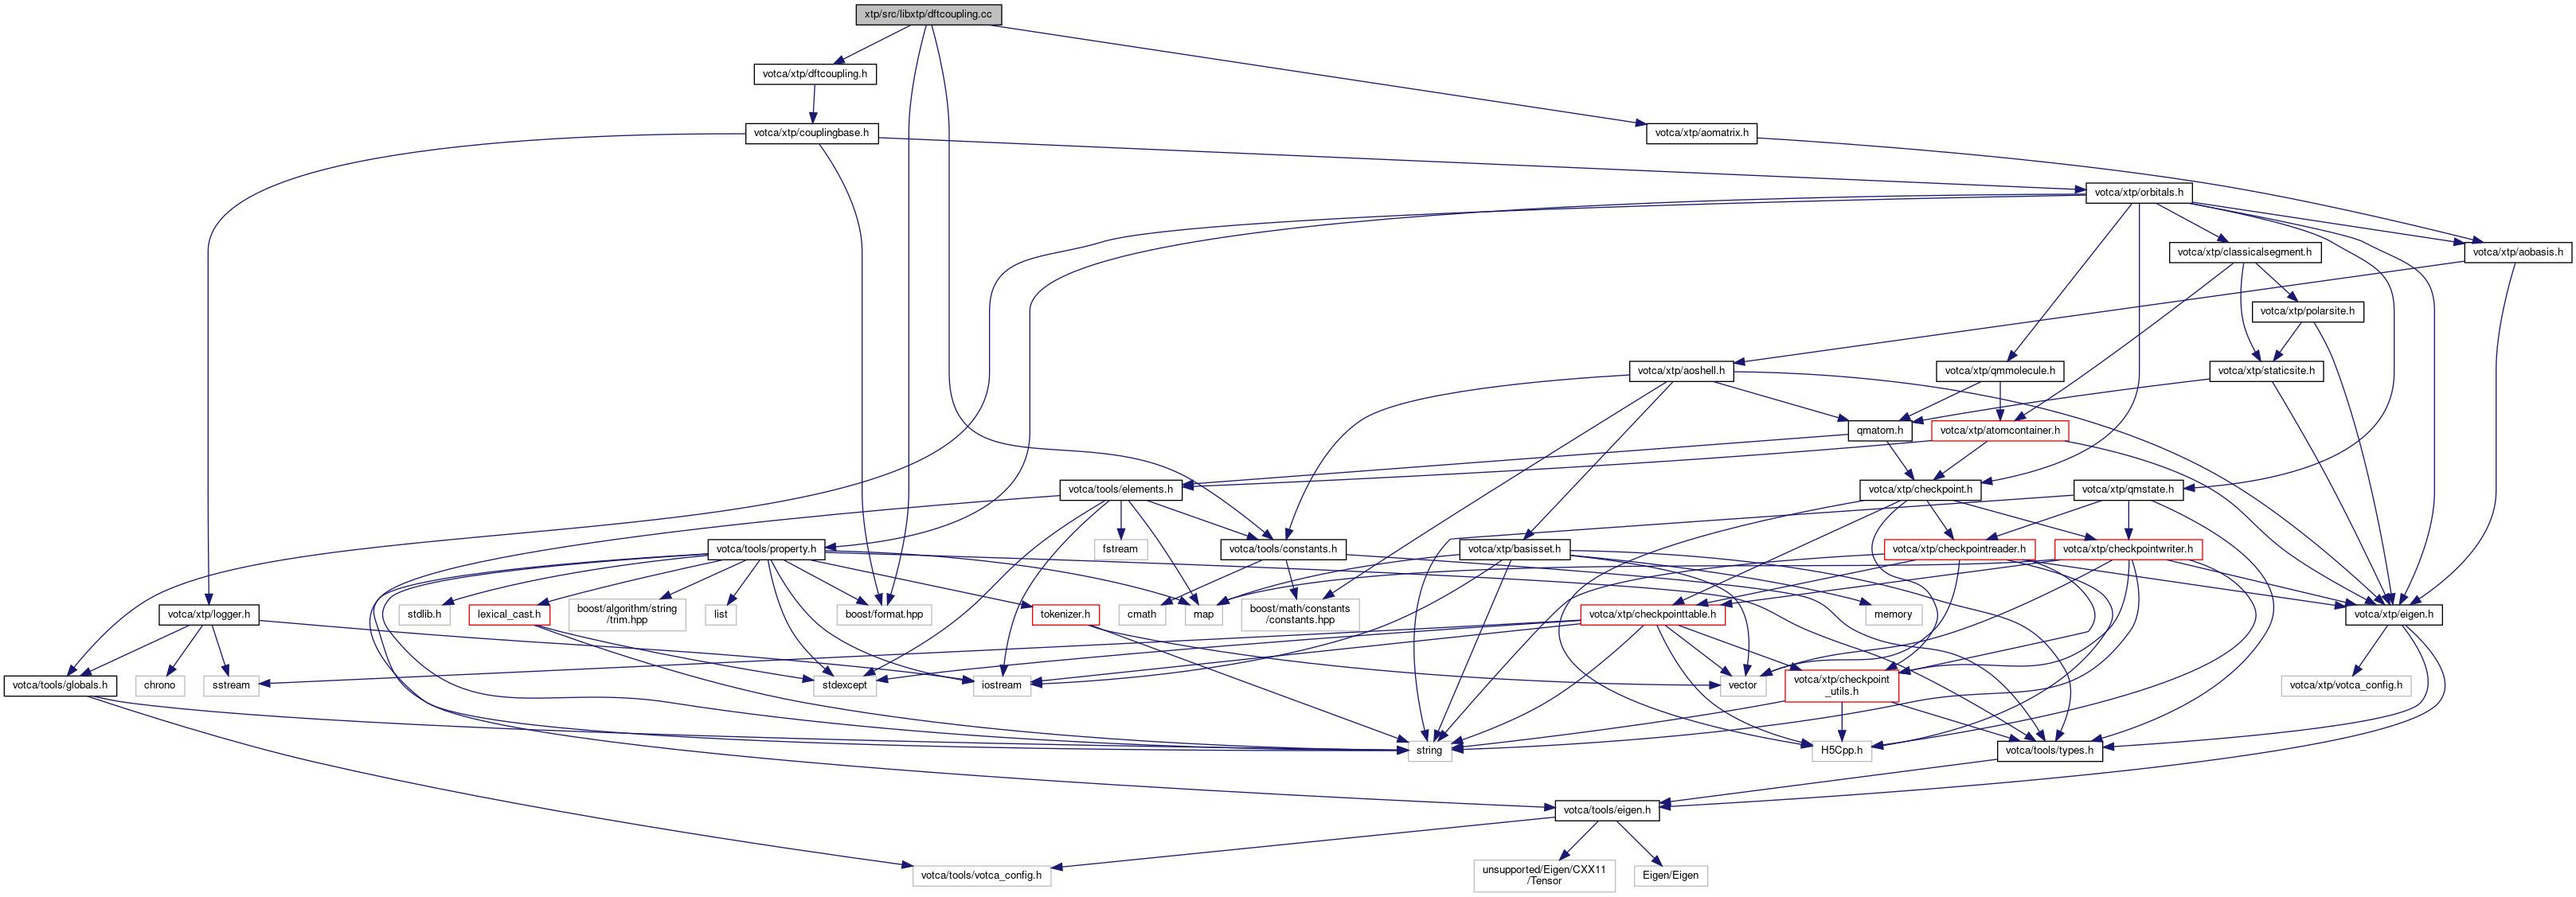 xtp/src/libxtp/dftcoupling.cc
votca/xtp/dftcoupling.h
votca/xtp/couplingbase.h
votca/xtp/aomatrix.h
votca/xtp/orbitals.h
votca/xtp/classicalsegment.h
votca/xtp/aobasis.h
votca/xtp/polarsite.h
votca/xtp/aoshell.h
votca/xtp/qmmolecule.h
votca/xtp/staticsite.h
qmatom.h
votca/xtp/atomcontainer.h
votca/tools/elements.h
votca/xtp/checkpoint.h
votca/xtp/qmstate.h
votca/tools/property.h
fstream
votca/tools/constants.h
votca/xtp/basisset.h
votca/xtp/checkpointreader.h
votca/xtp/checkpointwriter.h
votca/xtp/logger.h
stdlib.h
lexical_cast.h
boost/algorithm/string
/trim.hpp
list
boost/format.hpp
tokenizer.h
cmath
map
boost/math/constants
/constants.hpp
votca/xtp/checkpointtable.h
memory
votca/xtp/eigen.h
votca/tools/globals.h
chrono
sstream
stdexcept
iostream
vector
votca/xtp/checkpoint
_utils.h
votca/xtp/votca_config.h
string
H5Cpp.h
votca/tools/types.h
votca/tools/eigen.h
votca/tools/votca_config.h
unsupported/Eigen/CXX11
/Tensor
Eigen/Eigen